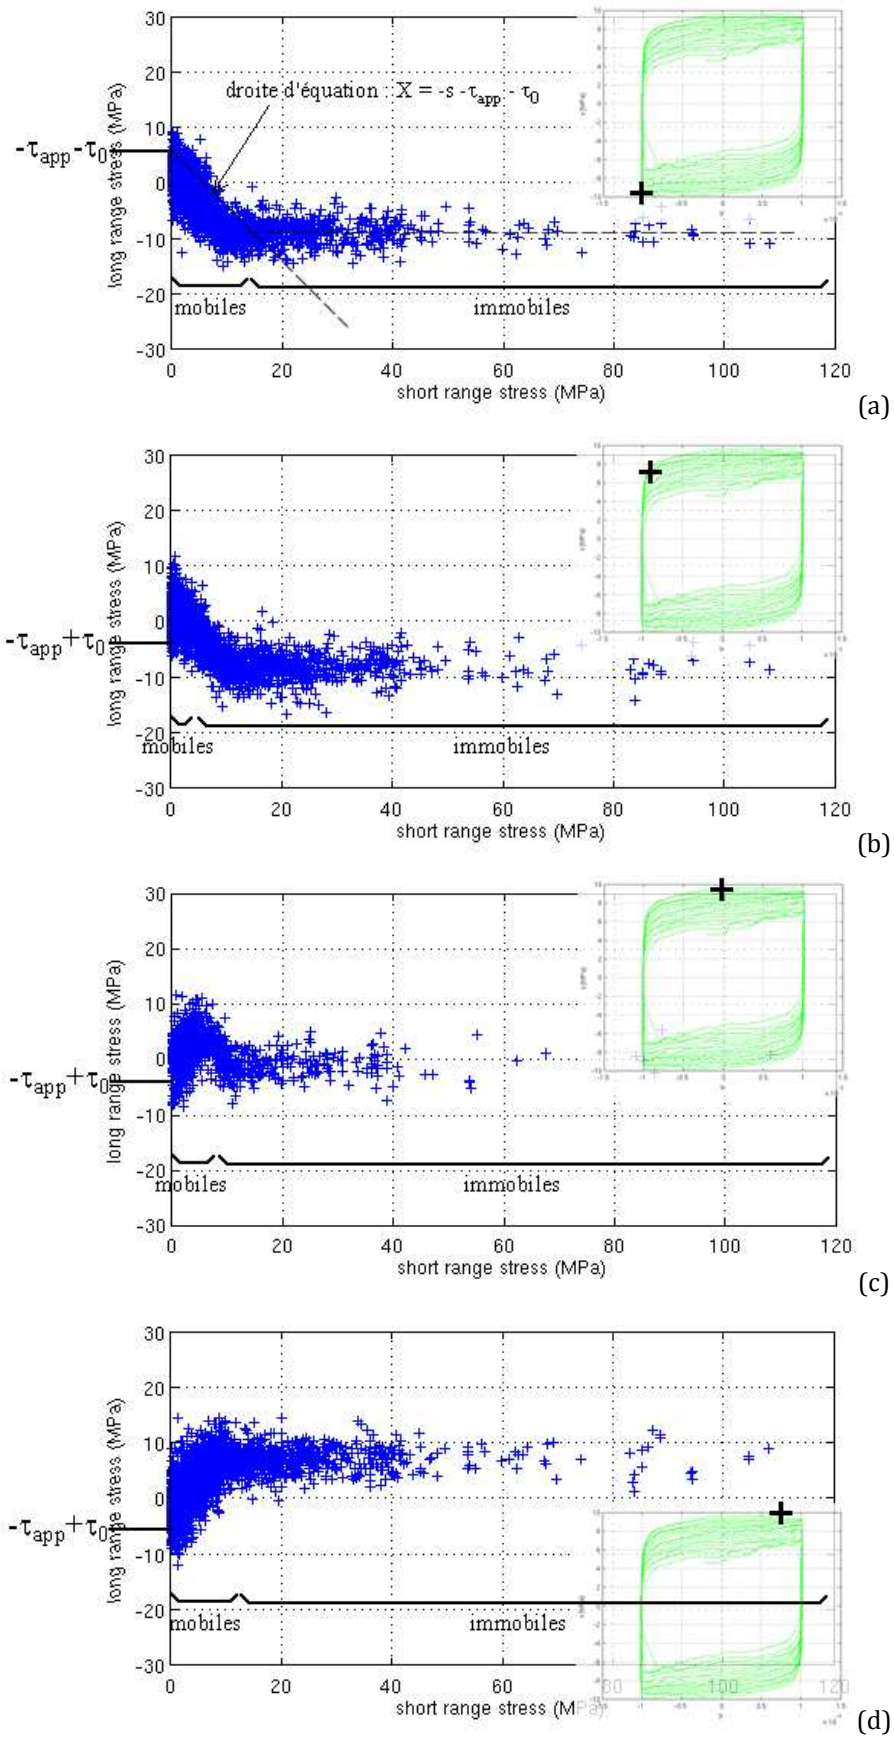 30
20
10
0
-10
-20
-30
long range stress (MPa)
droite d'équation : X = -s -τapp - τ0
-τapp-τ0
mobiles
immobiles
0 20 40 60 80 100 120
short range stress (MPa)
(a)
30
20
10
0
-10
-20
-30
long range stress (MPa)
-τapp+τ0
mobiles
immobiles
0 20 40 60 80 100 120
short range stress (MPa)
(b)
30
20
10
0
-10
-20
-30
long range stress (MPa)
-τapp+τ0
mobiles
immobiles
0 20 40 60 80 100 120
short range stress (MPa)
(c)
30
20
10
0
-10
-20
-30
long range stress (MPa)
-τapp+τ0
mobiles
immobiles
0 20 40 60 80 100 120
short range stress (MPa)
(d)